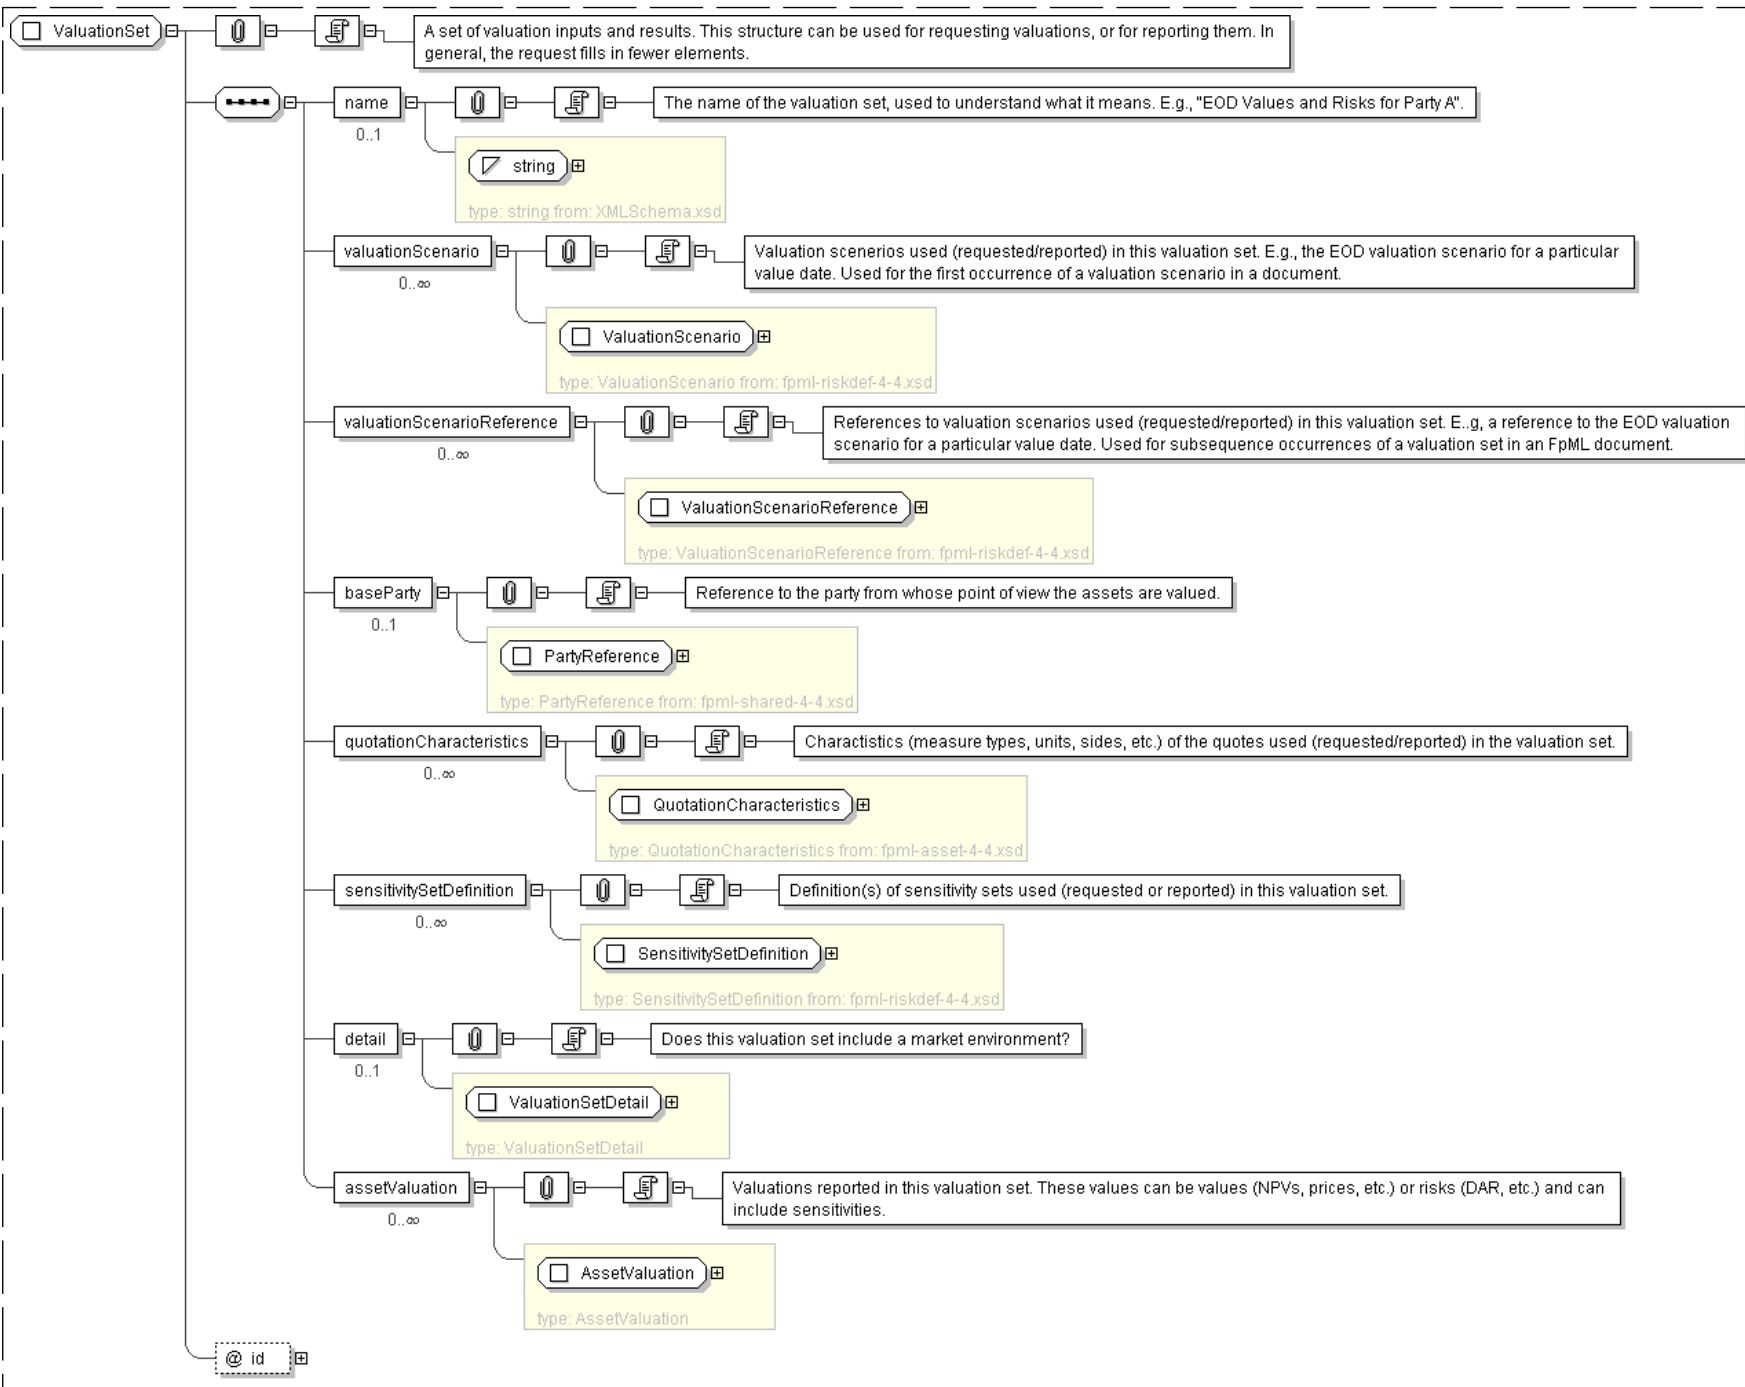 ValuationSet
A set of valuation inputs and results. This structure can be used for requesting valuations, or for reporting them. In
general, the request fills in fewer elements.
name
The name of the valuation set, used to understand what it means. E.g., "EOD Values and Risks for Party A".
0..1
string
type: string from: XMLSchema.xsd
valuationScenario
Valuation scenerios used (requested/reported) in this valuation set. E.g., the EOD valuation scenario for a particular
value date. Used for the first occurrence of a valuation scenario in a document.
0..∞
ValuationScenario
type: ValuationScenario from: fpml-riskdef-4-4.xsd
valuationScenarioReference
References to valuation scenarios used (requested/reported) in this valuation set. E..g, a reference to the EOD valuation
scenario for a particular value date. Used for subsequence occurrences of a valuation set in an FpML document.
0..∞
ValuationScenarioReference
type: ValuationScenarioReference from: fpml-riskdef-4-4.xsd
baseParty
Reference to the party from whose point of view the assets are valued.
0..1
PartyReference
type: PartyReference from: fpml-shared-4-4.xsd
quotationCharacteristics
Charactistics (measure types, units, sides, etc.) of the quotes used (requested/reported) in the valuation set.
0..∞
QuotationCharacteristics
type: QuotationCharacteristics from: fpml-asset-4-4.xsd
sensitivitySetDefinition
Definition(s) of sensitivity sets used (requested or reported) in this valuation set.
0..∞
SensitivitySetDefinition
type: SensitivitySetDefinition from: fpml-riskdef-4-4.xsd
detail
Does this valuation set include a market environment?
0..1
ValuationSetDetail
type: ValuationSetDetail
assetValuation
Valuations reported in this valuation set. These values can be values (NPVs, prices, etc.) or risks (DAR, etc.) and can
include sensitivities.
0..∞
AssetValuation
type: AssetValuation
@ id